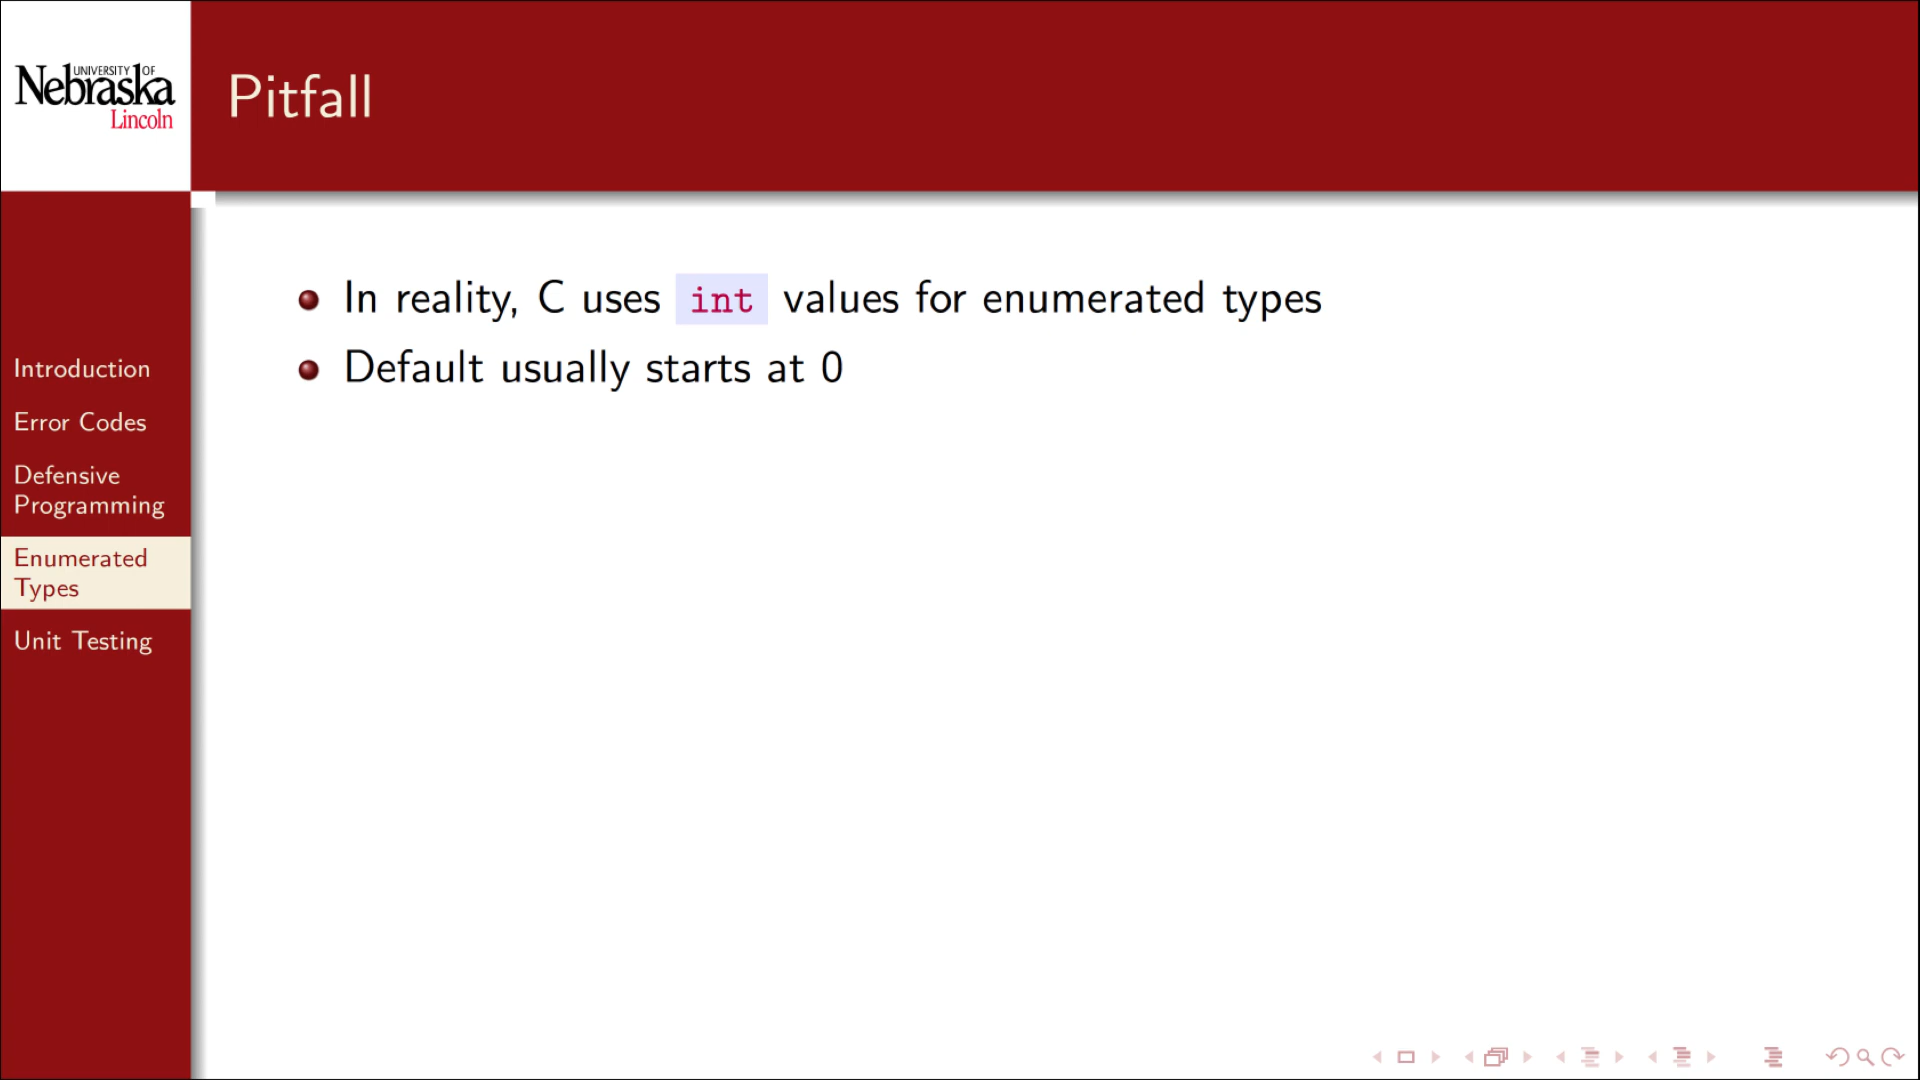 UNIVERSITY OF
Nebraska
Lincoln
Pitfall
Introduction
Error Codes
Defensive
Programming
Enumerated
Types
Unit Testing
In reality, C uses int values for enumerated types
Default usually starts at 0